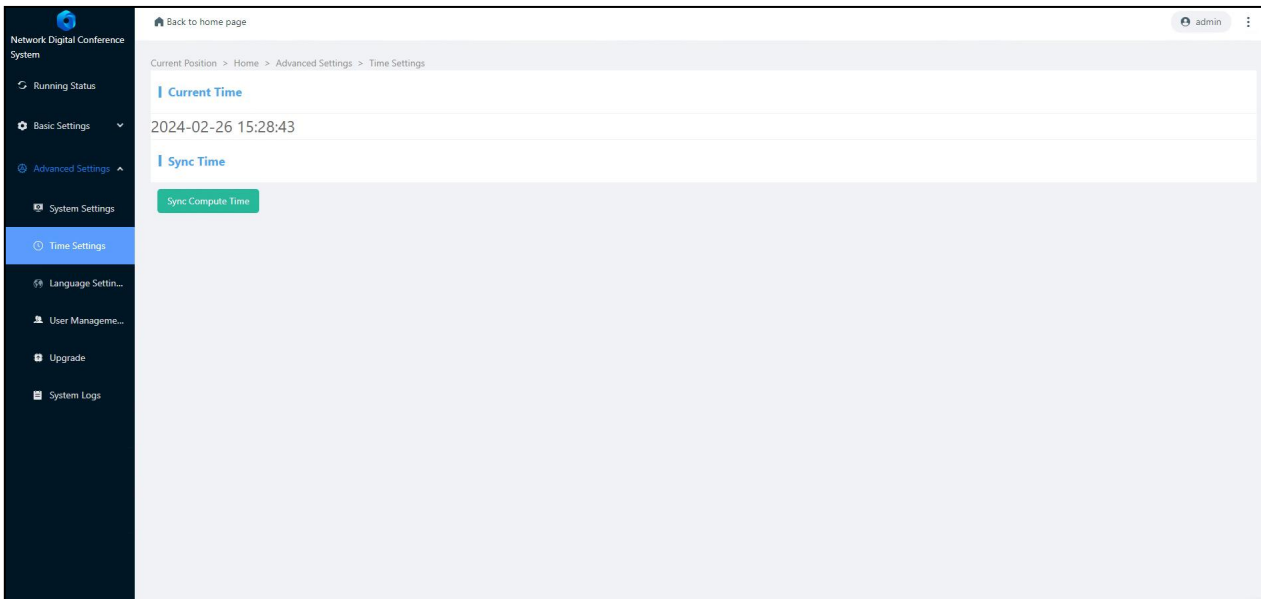 Network Digital Conference
System
Running Status
Basic Settings
Advanced Settings
System Settings
Time Settings
Language Settin...
User Manageme...
Upgrade
System Logs
Back to home page
admin
Current Position > Home > Advanced Settings > Time Settings
Current Time
2024-02-26 15:28:43
Sync Time
Sync Compute Time